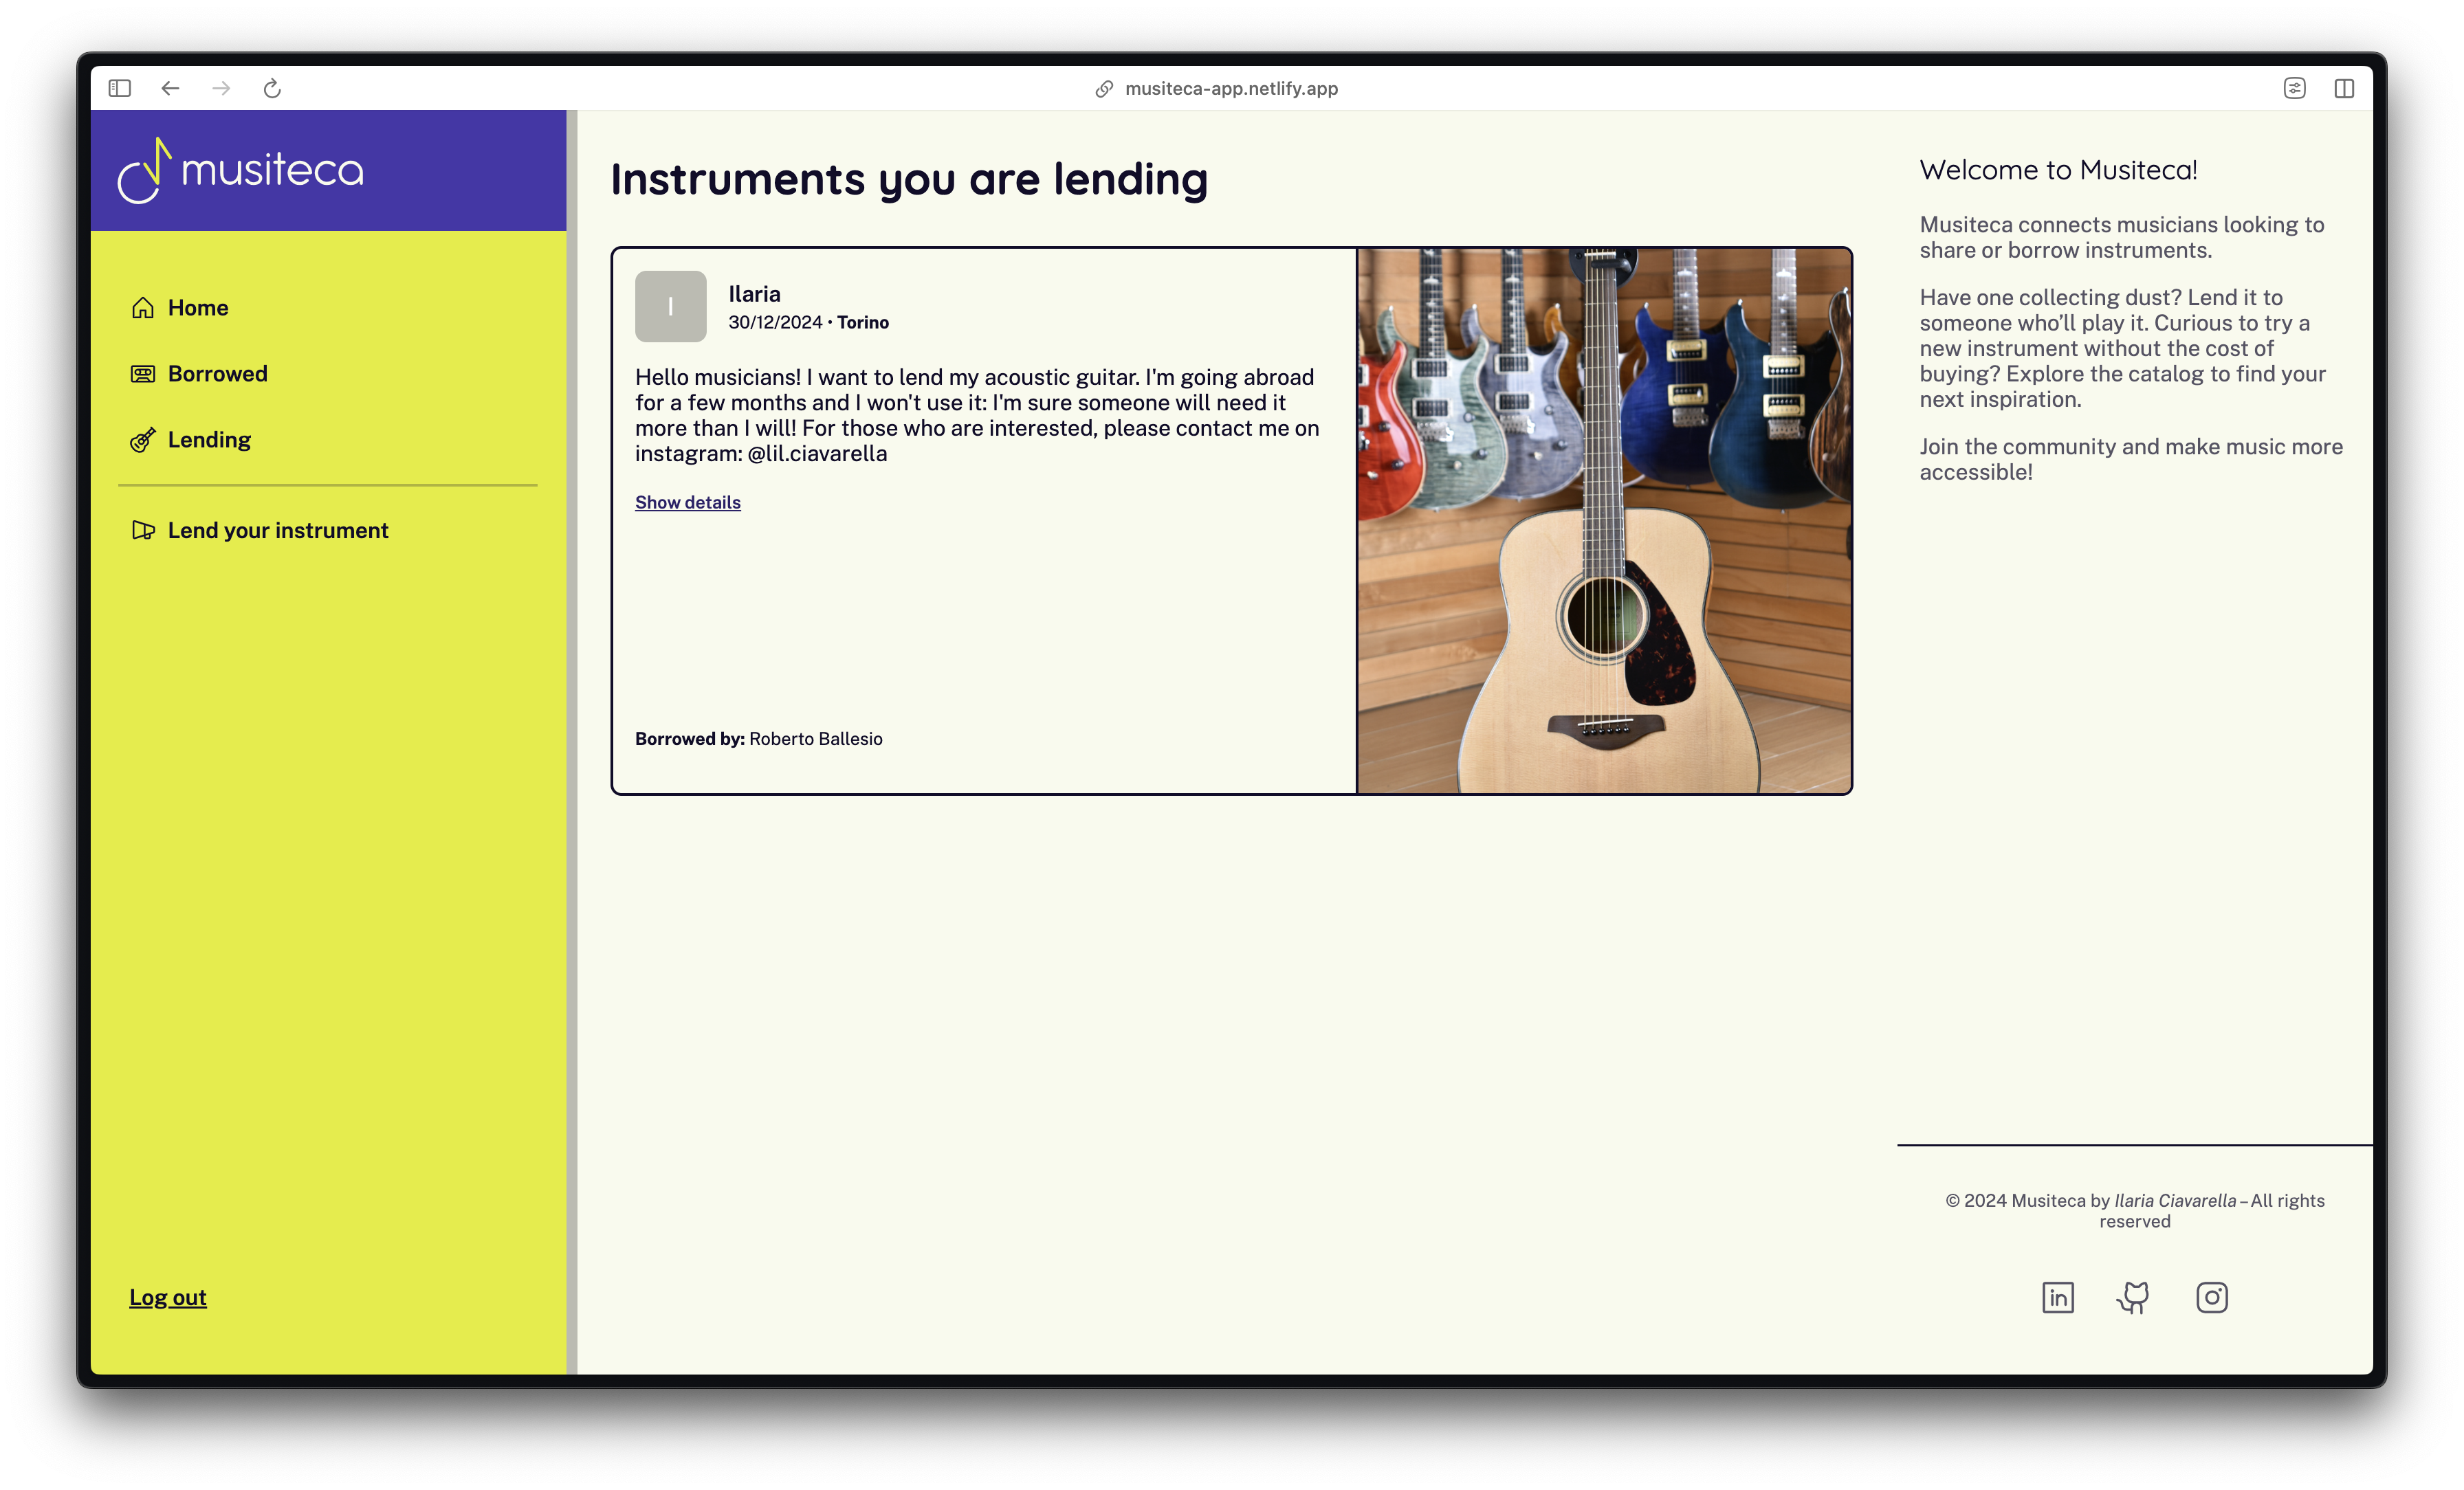 musiteca-app.netlify.app
musiteca
Home
Borrowed
Lending
Lend your instrument
Log out
Instruments you are lending
I
Ilaria
30/12/2024 • Torino
Hello musicians! I want to lend my acoustic guitar. I'm going abroad
for a few months and I won't use it: I'm sure someone will need it
more than I will! For those who are interested, please contact me on
instagram: @lil.ciavarella
Show details
Borrowed by: Roberto Ballesio
Welcome to Musiteca!
Musiteca connects musicians looking to
share or borrow instruments.
Have one collecting dust? Lend it to
someone who’ll play it. Curious to try a
new instrument without the cost of
buying? Explore the catalog to find your
next inspiration.
Join the community and make music more
accessible!
© 2024 Musiteca by Ilaria Ciavarella – All rights
reserved
in